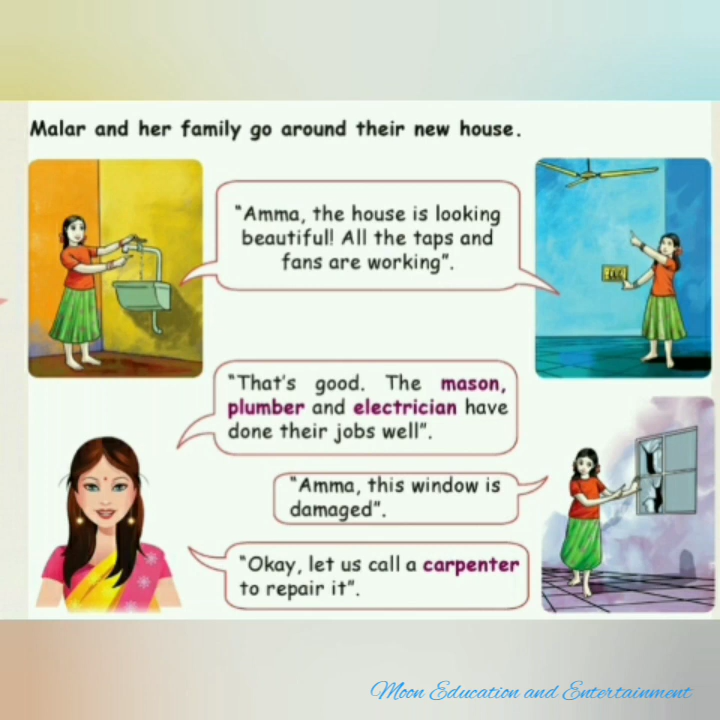 Malar and her family go around their new house.
"Amma, the house is looking
beautiful! All the taps and
fans are working".
"That's good. The mason,
plumber and electrician have
done their jobs well".
"Amma, this window is
damaged".
"Okay, let us call a carpenter
to repair it".
Moon Education and Entertainment